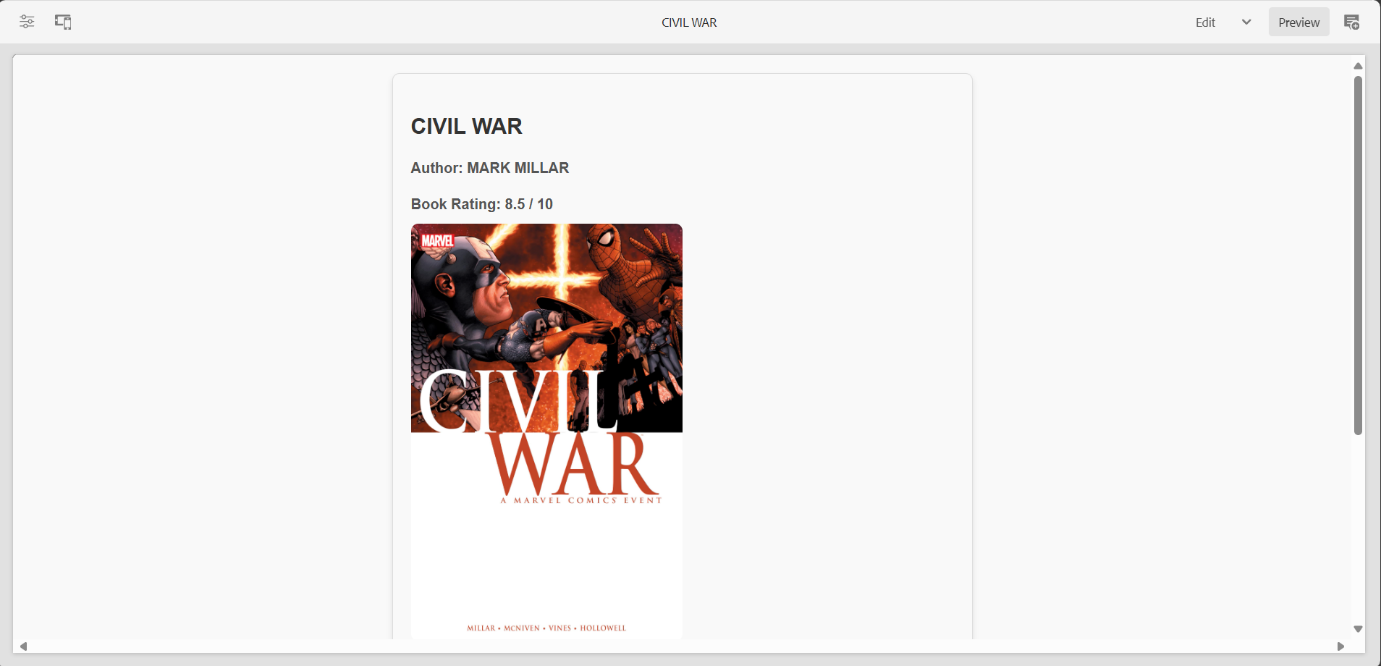 CIVIL WAR
Edit
Preview
CIVIL WAR
Author: MARK MILLAR
Book Rating: 8.5 / 10
MARVEL
CIVIL
WAR
A MARVEL COMICS EVENT
MILLAR • MCNIVEN • VINES • HOLLOWELL